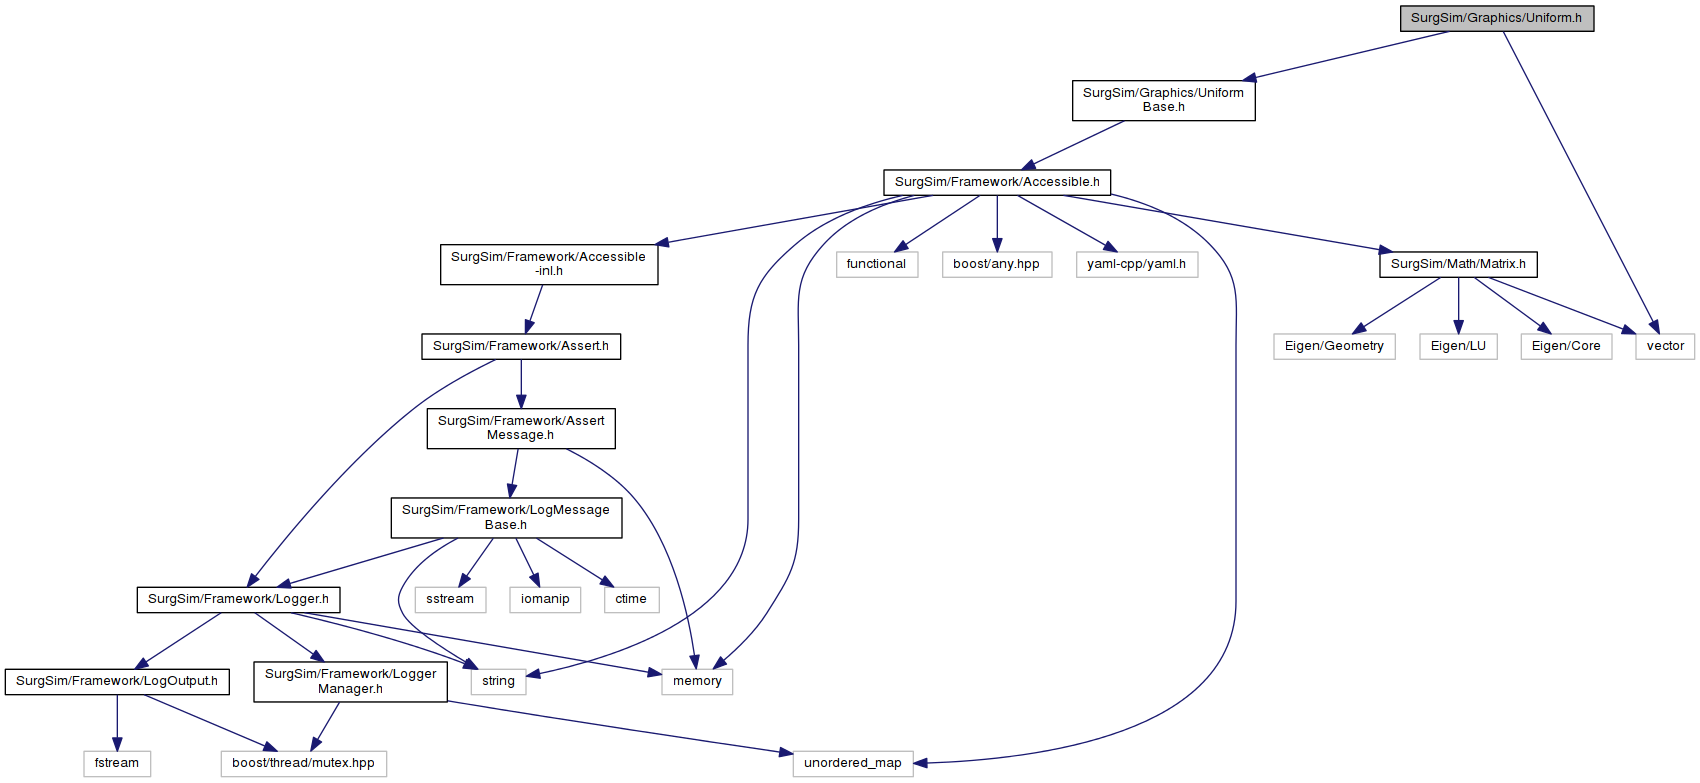 SurgSim/Graphics/Uniform.h
SurgSim/Graphics/Uniform
Base.h
SurgSim/Framework/Accessible.h
SurgSim/Framework/Accessible
-inl.h
functional
boost/any.hpp
yaml-cpp/yaml.h
SurgSim/Math/Matrix.h
SurgSim/Framework/Assert.h
Eigen/Geometry
Eigen/LU
Eigen/Core
vector
SurgSim/Framework/Assert
Message.h
SurgSim/Framework/LogMessage
Base.h
SurgSim/Framework/Logger.h
sstream
iomanip
ctime
SurgSim/Framework/LogOutput.h
SurgSim/Framework/Logger
Manager.h
string
memory
fstream
boost/thread/mutex.hpp
unordered_map